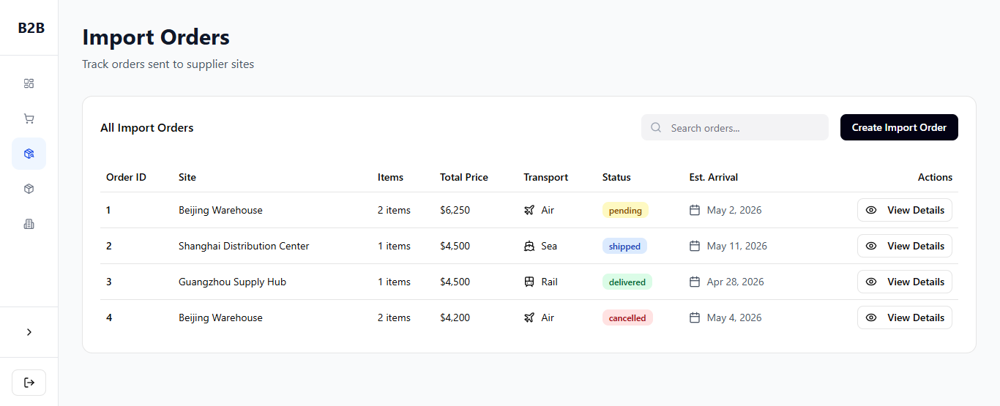 B2B
Import Orders
Track orders sent to supplier sites
All Import Orders
Search orders...
Create Import Order
Order ID Site Items Total Price Transport Status Est. Arrival Actions
1 Beijing Warehouse 2 items $6,250 Air pending May 2, 2026 View Details
2 Shanghai Distribution Center 1 items $4,500 Sea shipped May 11, 2026 View Details
3 Guangzhou Supply Hub 1 items $4,500 Rail delivered Apr 28, 2026 View Details
4 Beijing Warehouse 2 items $4,200 Air cancelled May 4, 2026 View Details